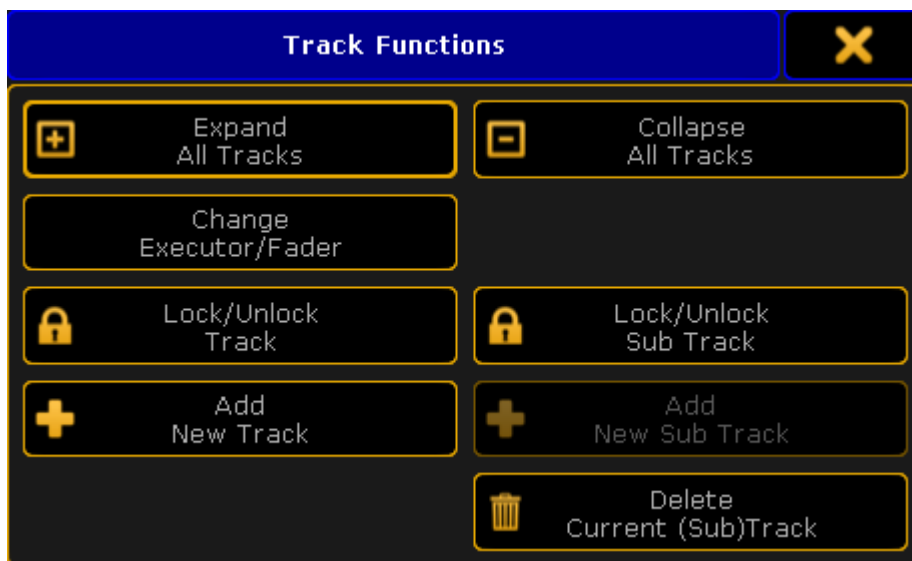 Track Functions
Expand
All Tracks
Collapse
All Tracks
Change
Executor/Fader
Lock/Unlock
Track
Lock/Unlock
Sub Track
Add
New Track
Add
New Sub Track
Delete
Current (Sub)Track